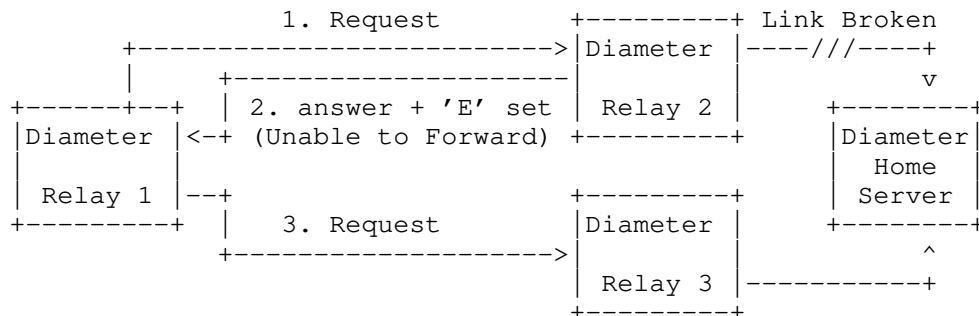 1. Request Link Broken
Diameter
2. answer + 'E' set Relay 2
Diameter (Unable to Forward) Diameter
Home
Relay 1 Server
3. Request Diameter
Relay 3